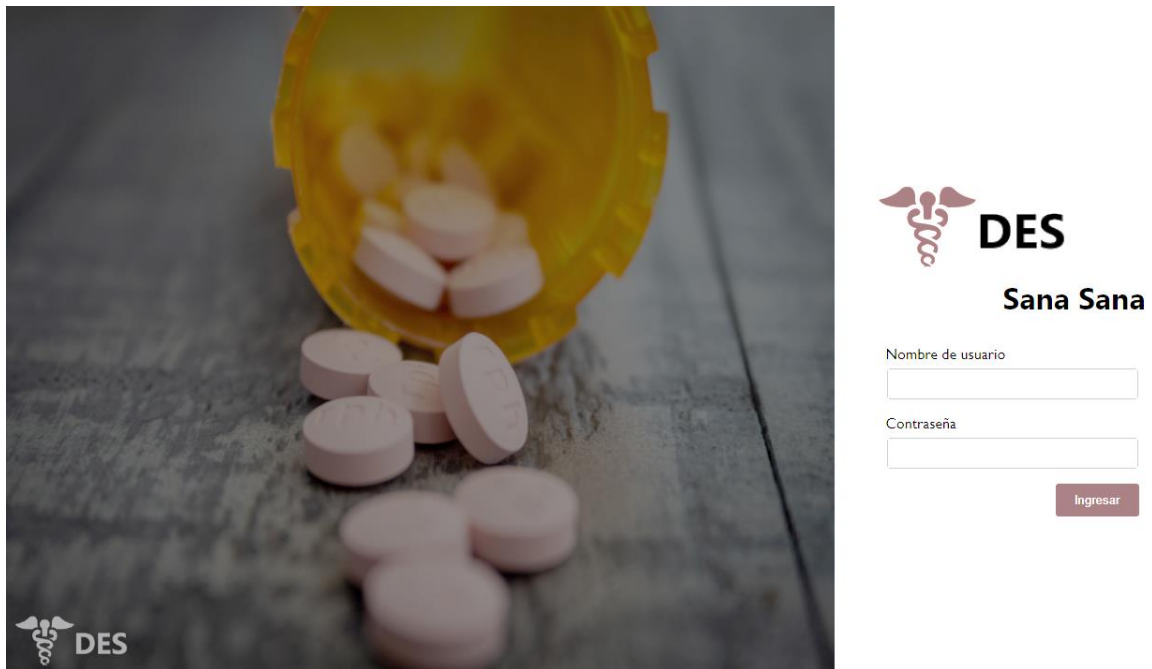 DES
Sana Sana
Nombre de usuario
Contraseña
Ingresar
DES